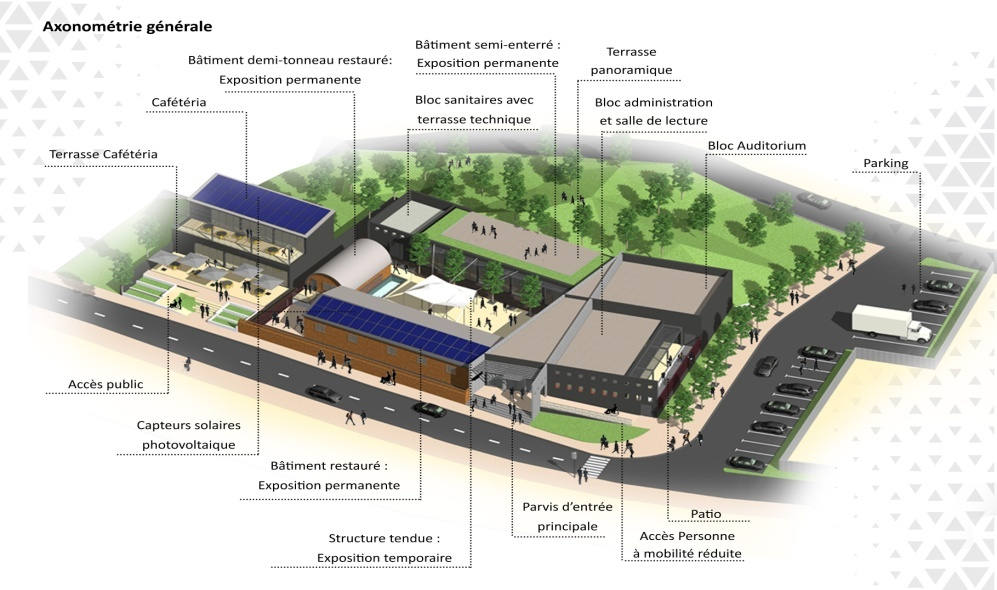 Axonométrie générale
Bâtiment demi-tonneau restauré:
Exposition permanente
Bâtiment semi-enterré :
Exposition permanente
Terrasse
panoramique
Cafétéria
Bloc sanitaires avec
terrasse technique
Bloc administration
et salle de lecture
Terrasse Cafétéria
Bloc Auditorium
Parking
Accès public
Capteurs solaires
photovoltaique
Bâtiment restauré :
Exposition permanente
Structure tendue :
Exposition temporaire
Parvis d'entrée
principale
Patio
Accès Personne
à mobilité réduite